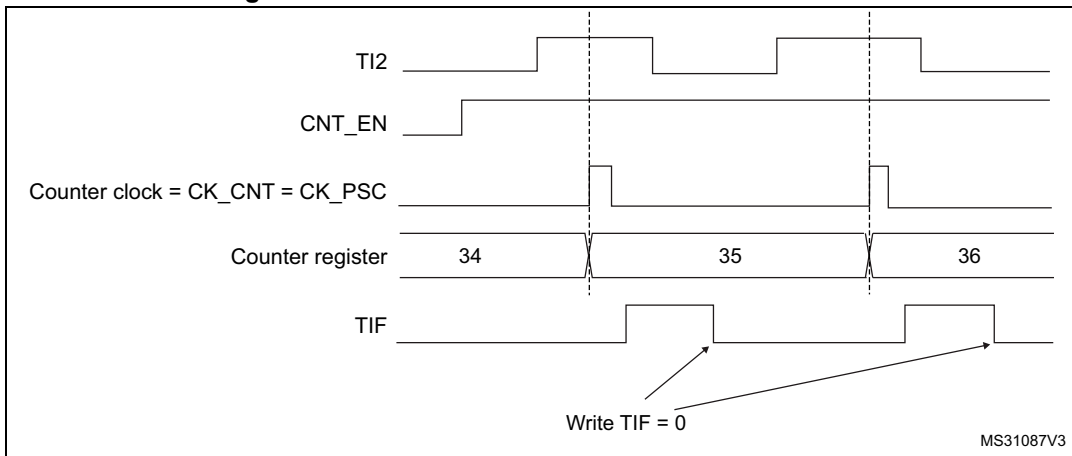 TI2
CNT_EN
Counter clock = CK_CNT = CK_PSC
Counter register 34 35 36
TIF
Write TIF = 0
MS31087V3